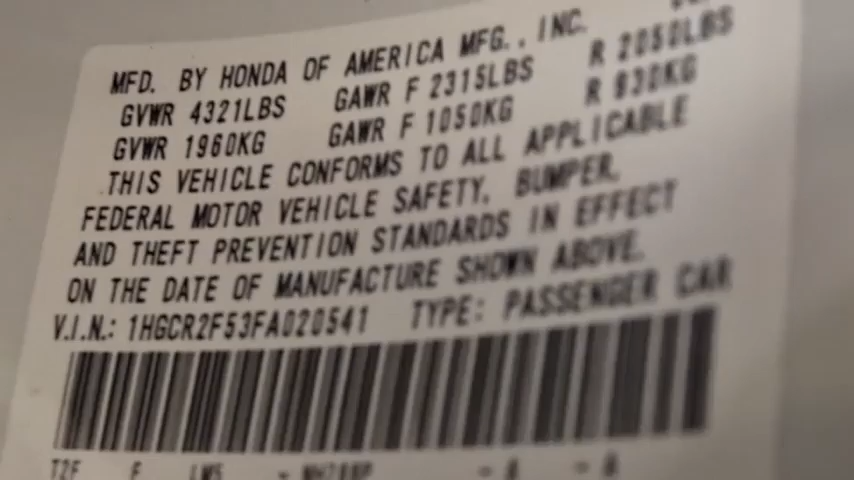 MFD. BY HONDA OF AMERICA MFG., INC.
GVWR 4321LBS GAWR F 2315LBS R 2050LBS
GVWR 1960KG GAWR F 1050KG R 930KG
THIS VEHICLE CONFORMS TO ALL APPLICABLE
FEDERAL MOTOR VEHICLE SAFETY, BUMPER,
AND THEFT PREVENTION STANDARDS IN EFFECT
ON THE DATE OF MANUFACTURE SHOWN ABOVE.
V.I.N.: 1HGCR2F53FA020541 TYPE: PASSENGER CAR